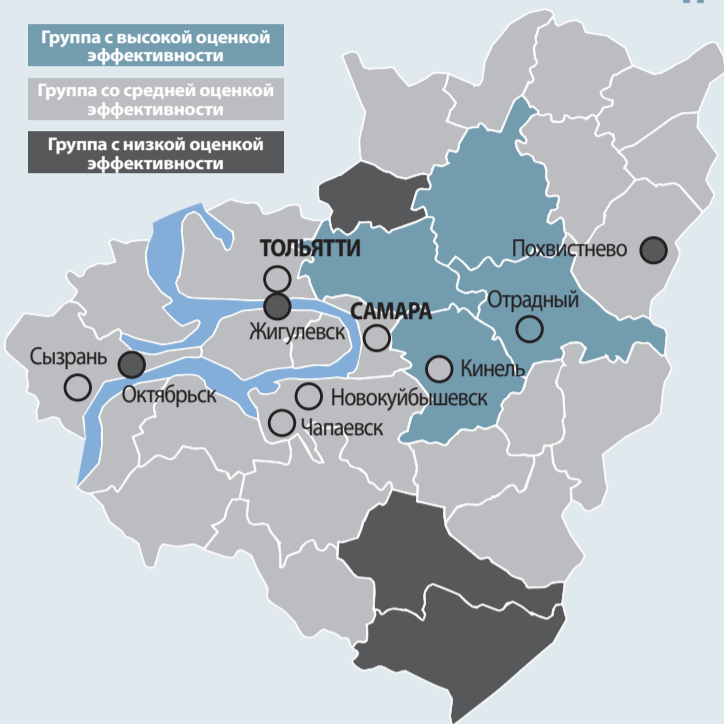 Группа с высокой оценкой
эффективности
Группа со средней оценкой
эффективности
Группа с низкой оценкой
эффективности
ТОЛЬЯТТИ
Похвистнево
Отрадный
САМАРА
Жигулевск
Сызрань
Кинель
Октябрьск
Новокуйбышевск
Чапаевск